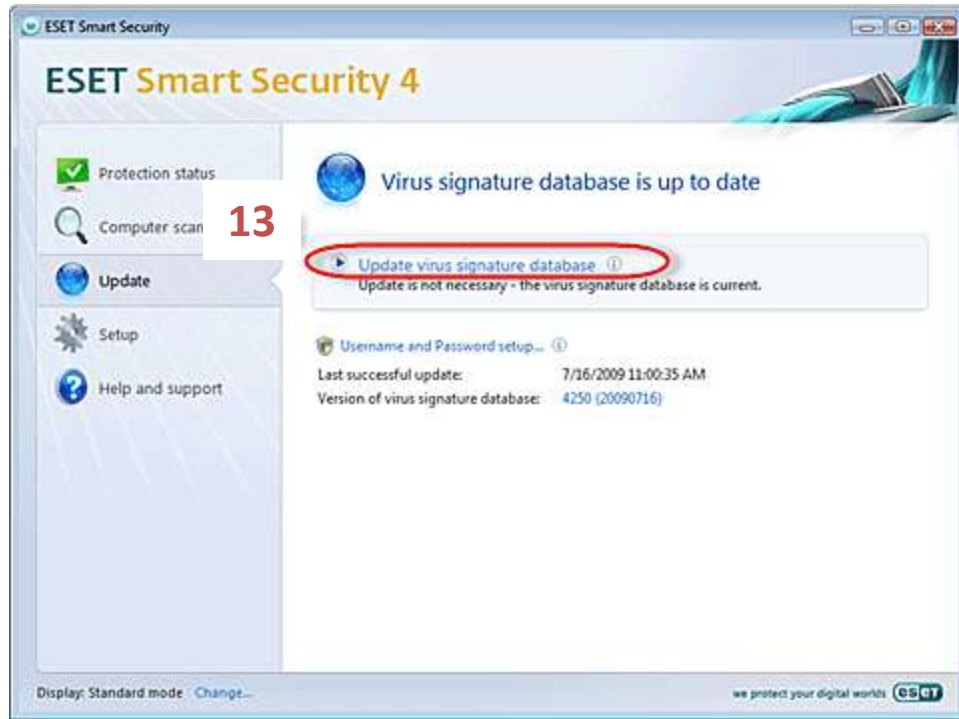 ESET Smart Security
ESET Smart Security 4
Protection status
Computer scan
Update
Setup
Help and support
13
Virus signature database is up to date
Update virus signature database
Update is not necessary - the virus signature database is current.
Username and Password setup...
Last successful update: 7/16/2009 11:00:35 AM
Version of virus signature database: 4250 (20090716)
Display: Standard mode Change...
we protect your digital worlds eseT